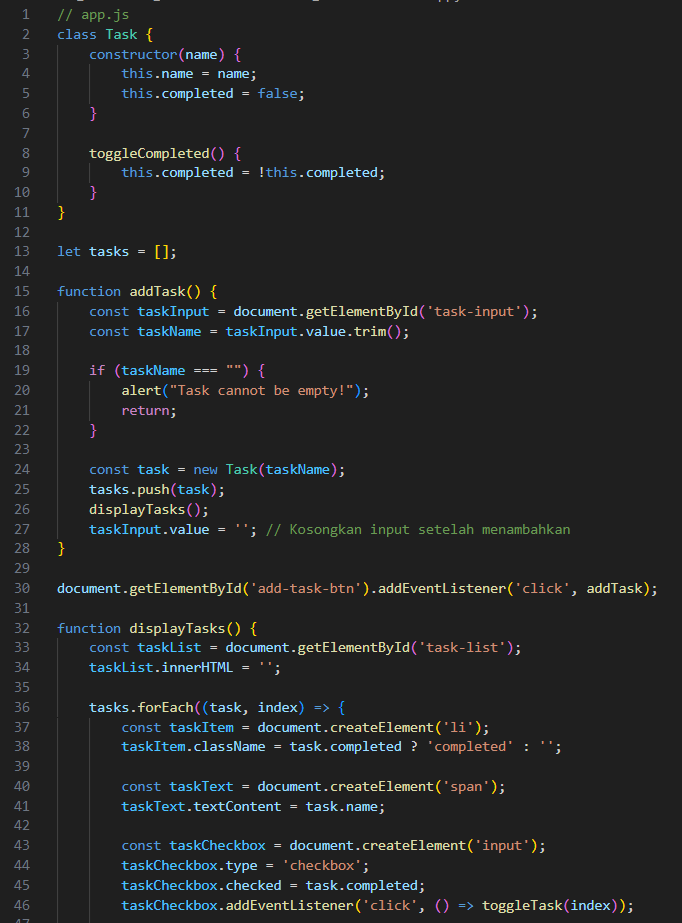 1 // app.js
2 class Task {
3     constructor(name) {
4         this.name = name;
5         this.completed = false;
6     }
7
8     toggleCompleted() {
9         this.completed = !this.completed;
10     }
11 }
12
13 let tasks = [];
14
15 function addTask() {
16     const taskInput = document.getElementById('task-input');
17     const taskName = taskInput.value.trim();
18
19     if (taskName === "") {
20         alert("Task cannot be empty!");
21         return;
22     }
23
24     const task = new Task(taskName);
25     tasks.push(task);
26     displayTasks();
27     taskInput.value = ''; // Kosongkan input setelah menambahkan
28 }
29
30 document.getElementById('add-task-btn').addEventListener('click', addTask);
31
32 function displayTasks() {
33     const taskList = document.getElementById('task-list');
34     taskList.innerHTML = '';
35
36     tasks.forEach((task, index) => {
37         const taskItem = document.createElement('li');
38         taskItem.className = task.completed ? 'completed' : '';
39
40         const taskText = document.createElement('span');
41         taskText.textContent = task.name;
42
43         const taskCheckbox = document.createElement('input');
44         taskCheckbox.type = 'checkbox';
45         taskCheckbox.checked = task.completed;
46         taskCheckbox.addEventListener('click', () => toggleTask(index));